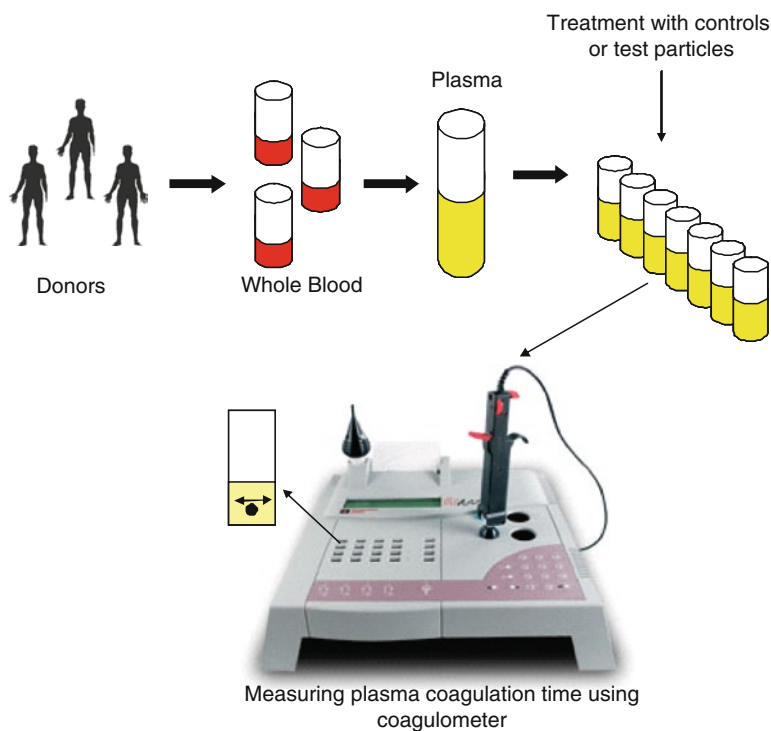 Treatment with controls
or test particles
Plasma
Donors
Whole Blood
Measuring plasma coagulation time using
coagulometer